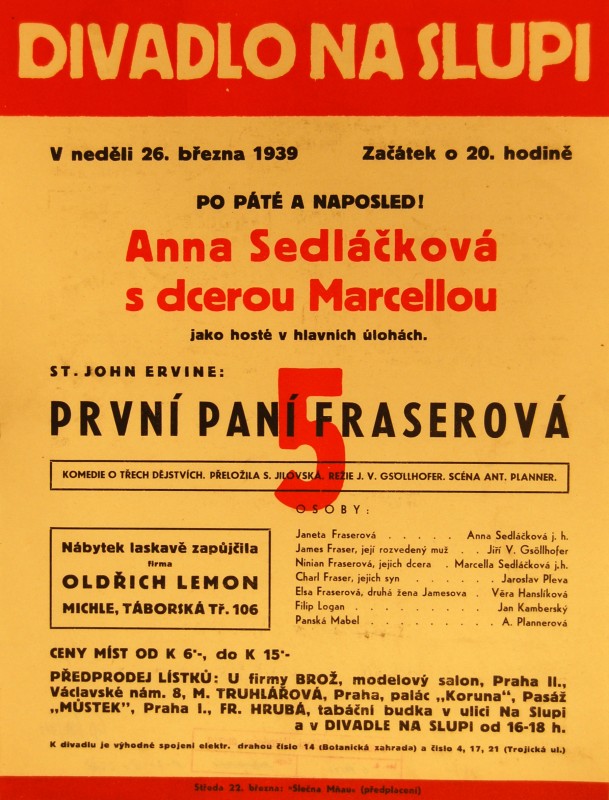 DIVADLO NA SLUPI
V neděli 26. března 1939 Začátek o 20. hodině
PO PÁTÉ A NAPOSLED!
Anna Sedláčková
s dcerou Marcellou
jako hosté v hlavních úlohách.
ST. JOHN ERVINE:
5
PRVNÍ PANÍ FRASEROVÁ
KOMEDIE O TŘECH DĚJSTVÍCH. PŘELOŽILA S. JILOVSKÁ. REŽIE J. V. GSÖLLHOFER. SCÉNA ANT. PLANNER.
OSOBY:
Janeta Fraserová . . . . . Anna Sedláčková j. h.
James Fraser, její rozvedený muž . . Jiří V. Gsöllhofer
Ninian Fraserová, jejich dcera . Marcella Sedláčková j.h.
Charl Fraser, jejich syn . . . . . Jaroslav Pleva
Elsa Fraserová, druhá žena Jamesova . Věra Hanslíková
Filip Logan . . . . . . . Jan Kamberský
Panská Mabel . . . . . . . A. Plannerová
Nábytek laskavě zapůjčila
firma
OLDŘICH LEMON
MICHLE, TÁBORSKÁ Tř. 106
CENY MÍST OD K 6·-, do K 15·-
PŘEDPRODEJ LÍSTKŮ: U firmy BROŽ, modelový salon, Praha II.,
Václavské nám. 8, M. TRUHLÁŘOVÁ, Praha, palác „Koruna“, Pasáž
„MŮSTEK“, Praha I., FR. HRUBÁ, tabáční budka v ulici Na Slupi
a v DIVADLE NA SLUPI od 16-18 h.
K divadlu je výhodné spojení elektr. drahou číslo 14 (Botanická zahrada) a číslo 4, 17, 21 (Trojická ul.)
Středa 22. března: »Slečna Mňau« (předplacení)